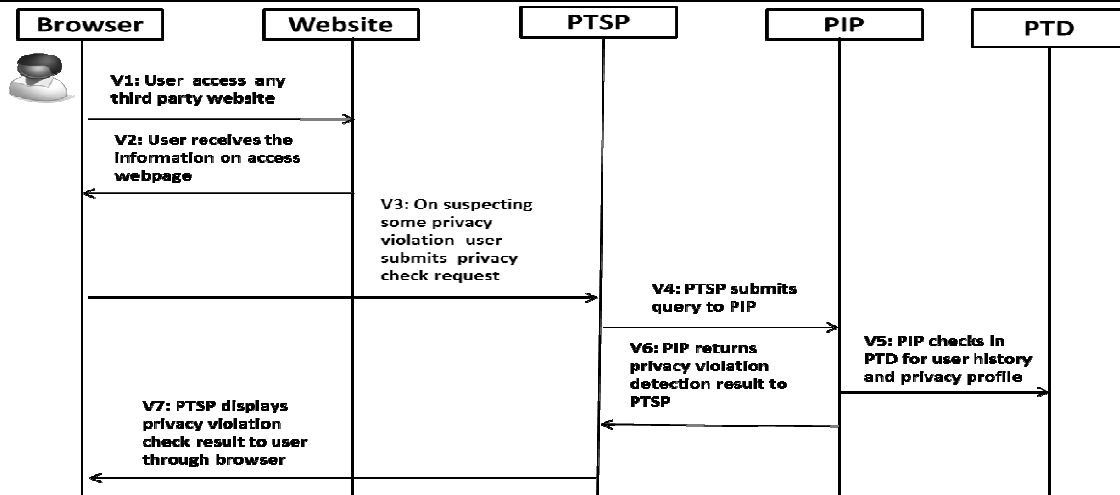 Browser
Website
PTSP
PIP
PTD
V1: User access any
third party website
V2: User receives the
information on access
webpage
V3: On suspecting
some privacy
violation user
submits privacy
check request
V4: PTSP submits
query to PIP
V5: PIP checks in
PTD for user history
and privacy profile
V6: PIP returns
privacy violation
detection result to
PTSP
V7: PTSP displays
privacy violation
check result to user
through browser